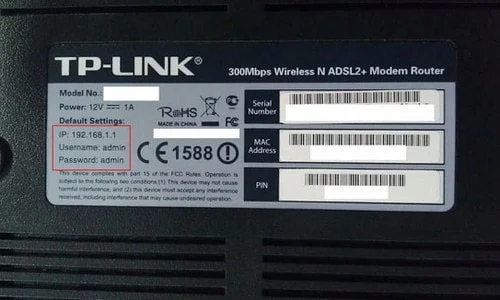 TP-LINK®
300Mbps Wireless N ADSL2+ Modem Router
Model No.:
Power: 12V ⎓ 1A
Default Settings:
IP: 192.168.1.1
Username: admin
Password: admin
RoHS
MADE IN CHINA
CE1588
Serial
Number
MAC
Address
PIN
This device complies with part 15 of the FCC Rules. Operation is
subject to the following two conditions (1) This device may not cause
harmful interference, and (2) this device must accept any interference
received, including interference that may cause undesired operation.